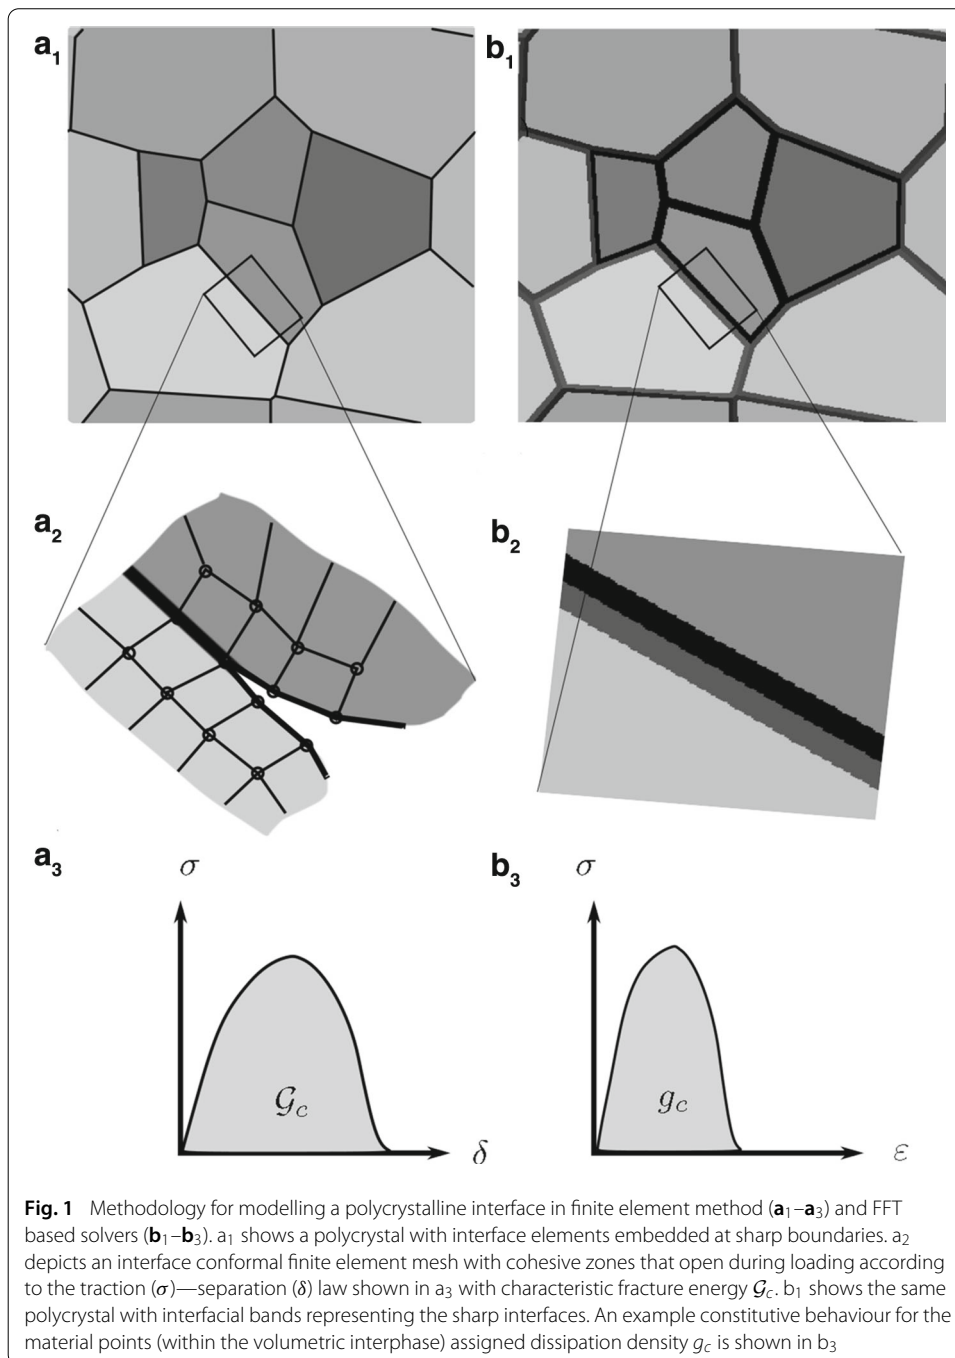 a₁
b₁
a₂
b₂
a₃
b₃
σ
σ
𝒢c
gc
δ
ε
Fig. 1 Methodology for modelling a polycrystalline interface in finite element method (a₁–a₃) and FFT
based solvers (b₁–b₃). a₁ shows a polycrystal with interface elements embedded at sharp boundaries. a₂
depicts an interface conformal finite element mesh with cohesive zones that open during loading according
to the traction (σ)—separation (δ) law shown in a₃ with characteristic fracture energy 𝒢c. b₁ shows the same
polycrystal with interfacial bands representing the sharp interfaces. An example constitutive behaviour for the
material points (within the volumetric interphase) assigned dissipation density gc is shown in b₃